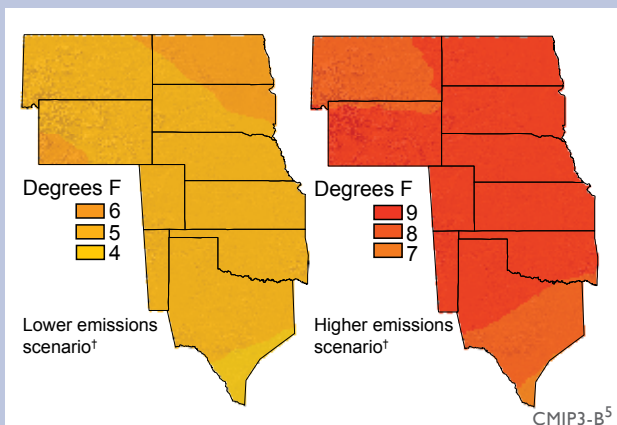 Degrees F
6
5
4
Lower emissions
scenario†
Degrees F
9
8
7
Higher emissions
scenario†
CMIP3-B5